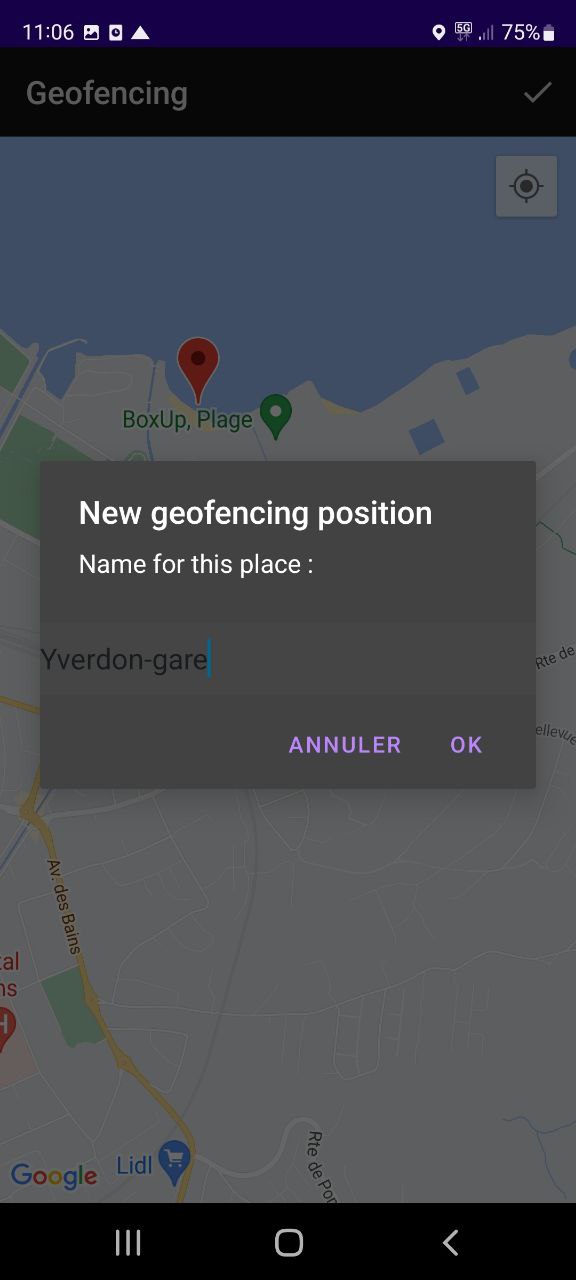 11:06
5G
75%
Geofencing
BoxUp, Plage
New geofencing position
Name for this place :
Yverdon-gare
Rte de
ellevue
ANNULER
OK
Av. des Bains
tal
ns
H
Lidl
Rte de Por
Google